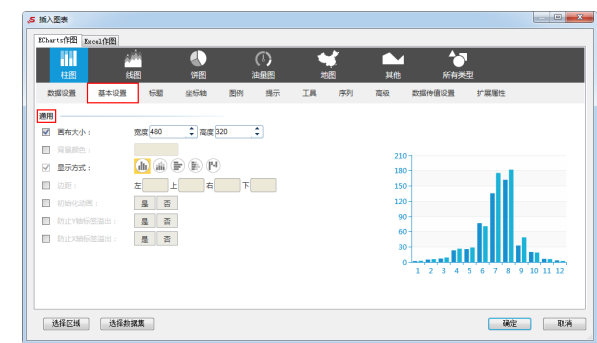 插入图表
ECharts作图 Excel作图
柱图 线图 饼图 油量图 地图 其他 所有类型
数据设置 基本设置 标题 坐标轴 图例 提示 工具 序列 高级 数据传值设置 扩展属性
通用
画布大小： 宽度 480 高度 320
背景颜色：
显示方式：
边距： 左 上 右 下
初始化动画： 是 否
防止Y轴标签溢出： 是 否
防止X轴标签溢出： 是 否
210
180
150
120
90
60
30
0
1 2 3 4 5 6 7 8 9 10 11 12
选择区域 选择数据集 确定 取消